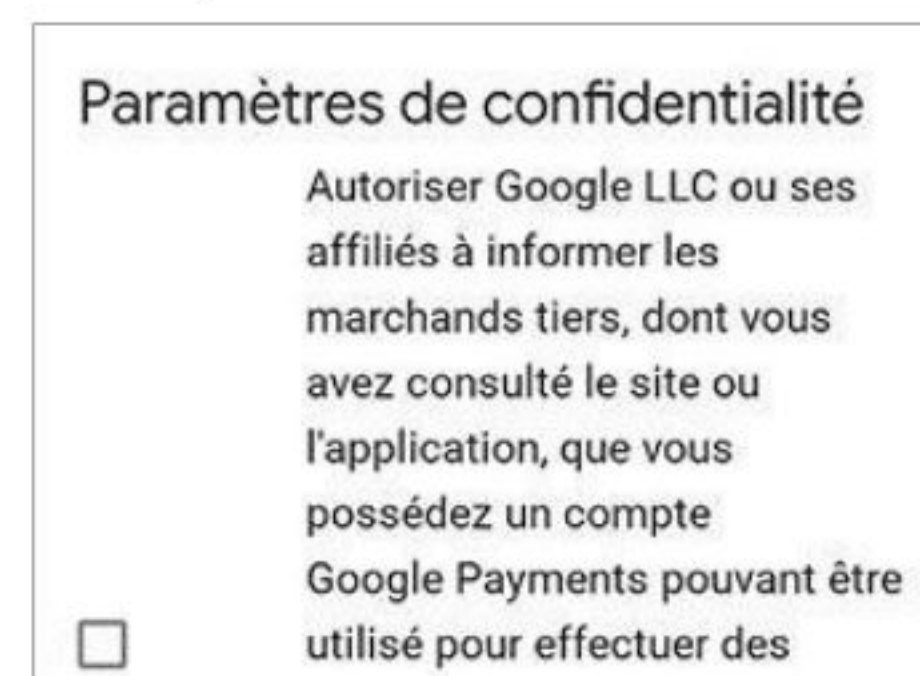 Paramètres de confidentialité
Autoriser Google LLC ou ses
affiliés à informer les
marchands tiers, dont vous
avez consulté le site ou
l'application, que vous
possédez un compte
Google Payments pouvant être
utilisé pour effectuer des